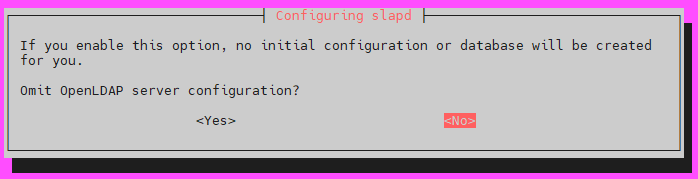 Configuring slapd
If you enable this option, no initial configuration or database will be created
for you.
Omit OpenLDAP server configuration?
<Yes> <No>